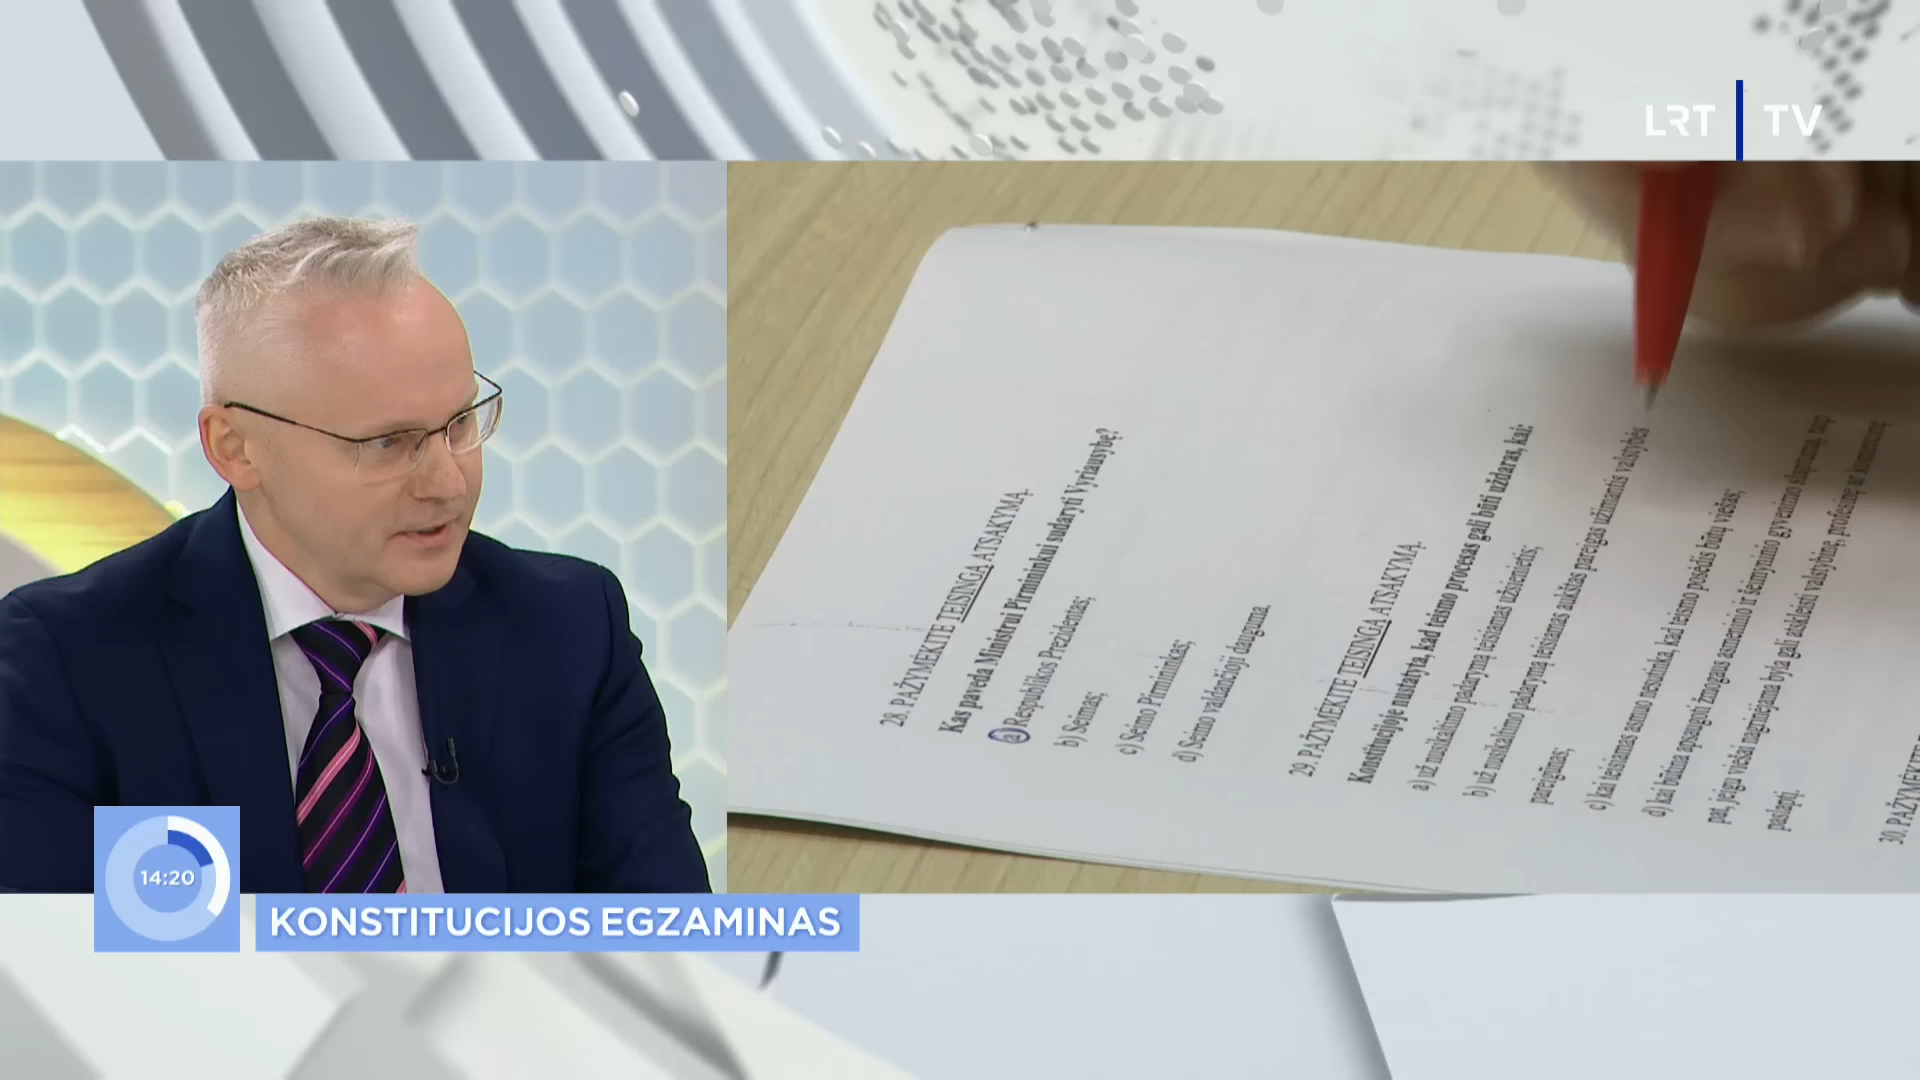 LRT TV
28. PAŽYMĖKITE TEISINGĄ ATSAKYMĄ.
Kas paveda Ministrui Pirmininkui sudaryti Vyriausybę?
a) Respublikos Prezidentas;
b) Seimas;
c) Seimo Pirmininkas;
d) Seimo valdančioji dauguma.
29. PAŽYMĖKITE TEISINGĄ ATSAKYMĄ.
Konstitucijoje nustatyta, kad teismo procesas gali būti uždaras, kai:
a) už nusikaltimo padarymą teisiamas užsienietis;
b) už nusikaltimo padarymą teisiamas aukštas pareigas užimantis valstybės
pareigūnas;
c) kai teisiamas asmuo nesutinka, kad teismo posėdis būtų viešas;
d) kai būtina apsaugoti žmogaus asmeninio ir šeimyninio gyvenimo slaptumą, taip
pat, jeigu viešai nagrinėjama byla gali atskleisti valstybinę, profesinę ar komercinę
paslaptį.
30. PAŽYMĖKITE
14:20
KONSTITUCIJOS EGZAMINAS